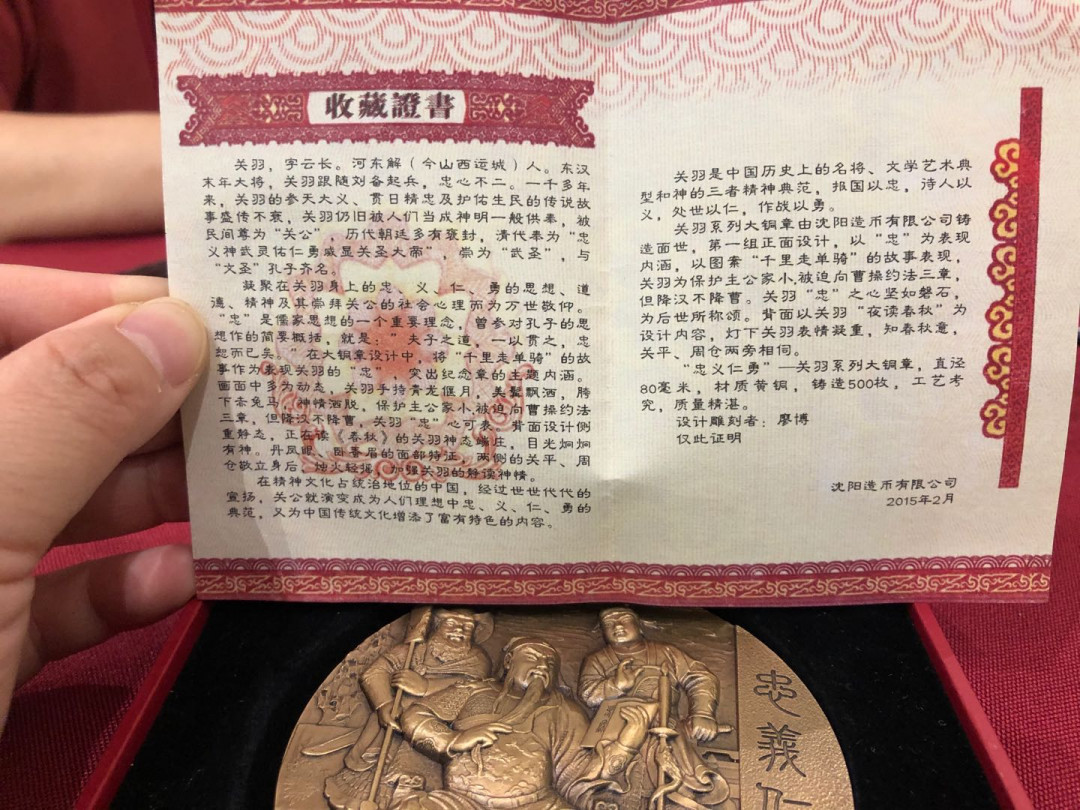 收藏證書
关羽，字云长。河东解（今山西运城）人。东汉
末年大将，关羽跟随刘备起兵，忠心不二。一千多年
来，关羽的参天大义、贯日精忠及护佑生民的传说故
事盛传不衰，关羽仍旧被人们当成神明一般供奉，被
民间尊为“关公”。历代朝廷多有褒封，清代奉为“忠
义神武灵佑仁勇威显关圣大帝”，崇为“武圣”，与
“文圣”孔子齐名。
凝聚在关羽身上的忠、义、仁、勇的思想、道
德、精神及其崇拜关公的社会心理而为万世敬仰。
“忠”是儒家思想的一个重要理念，曾参对孔子的思
想作的简要概括，就是：“夫子之道，一以贯之，忠
恕而已矣。”在大铜章设计中，将“千里走单骑”的故
事作为表现关羽的“忠”，突出纪念章的主题内涵。
画面中多为动态，关羽手持青龙偃月，美髯飘洒，胯
下赤兔马，神情洒脱，保护主公家小,被迫向曹操约法
三章，但降汉不降曹，关羽“忠”心可表。背面设计侧
重静态，正在读《春秋》的关羽神态端庄，目光炯炯
有神。丹凤眼、卧蚕眉的面部特征，两侧的关平、周
仓敬立身后，烛火轻摇，加强关羽的静读神情。
在精神文化占统治地位的中国，经过世世代代的
宣扬，关公就演变成为人们理想中忠、义、仁、勇的
典范，又为中国传统文化增添了富有特色的内容。
关羽是中国历史上的名将、文学艺术典
型和神的三者精神典范，报国以忠，诗人以
义，处世以仁，作战以勇。
关羽系列大铜章由沈阳造币有限公司铸
造面世，第一组正面设计，以“忠”为表现
内涵，以图案“千里走单骑”的故事表现，
关羽为保护主公家小,被迫向曹操约法三章，
但降汉不降曹。关羽“忠”之心坚如磐石，
为后世所称颂。背面以关羽“夜读春秋”为
设计内容，灯下关羽表情凝重，知春秋意，
关平、周仓两旁相伺。
“忠义仁勇”—关羽系列大铜章，直径
80毫米，材质黄铜，铸造500枚，工艺考
究，质量精湛。
设计雕刻者：廖博
仅此证明
沈阳造币有限公司
2015年2月
忠義仁